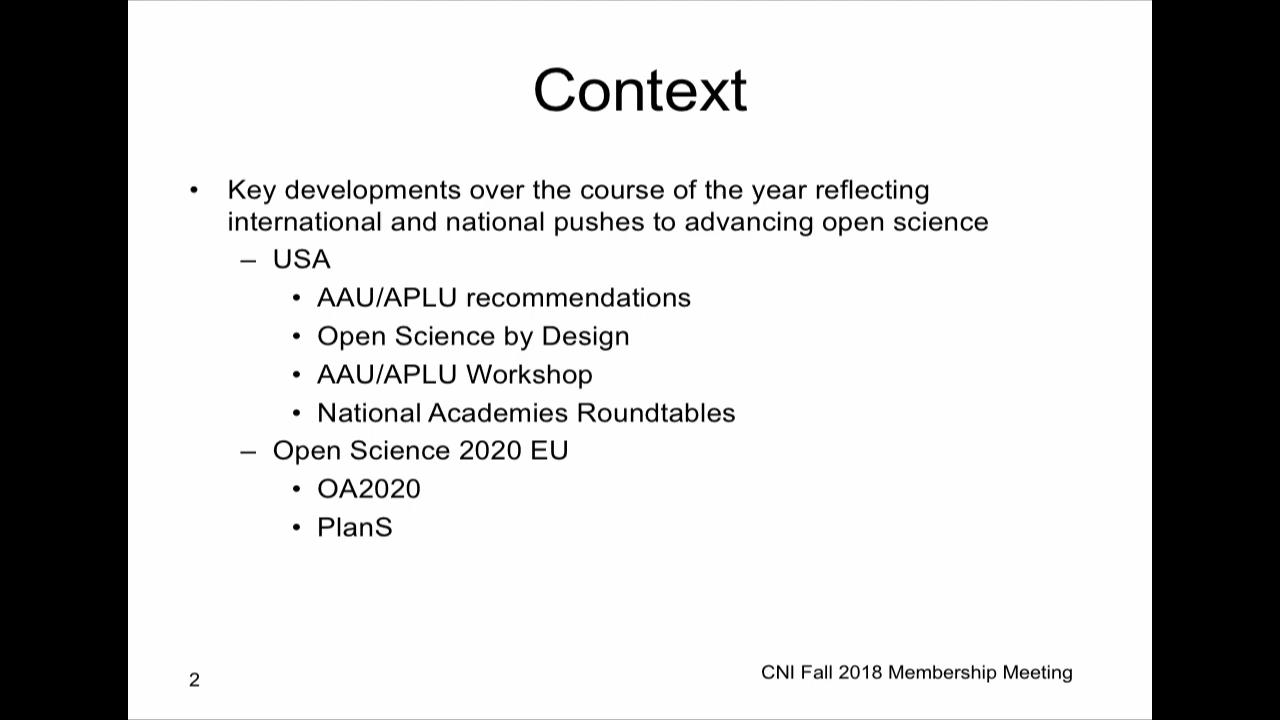 Context
• Key developments over the course of the year reflecting
international and national pushes to advancing open science
– USA
• AAU/APLU recommendations
• Open Science by Design
• AAU/APLU Workshop
• National Academies Roundtables
– Open Science 2020 EU
• OA2020
• PlanS
2
CNI Fall 2018 Membership Meeting